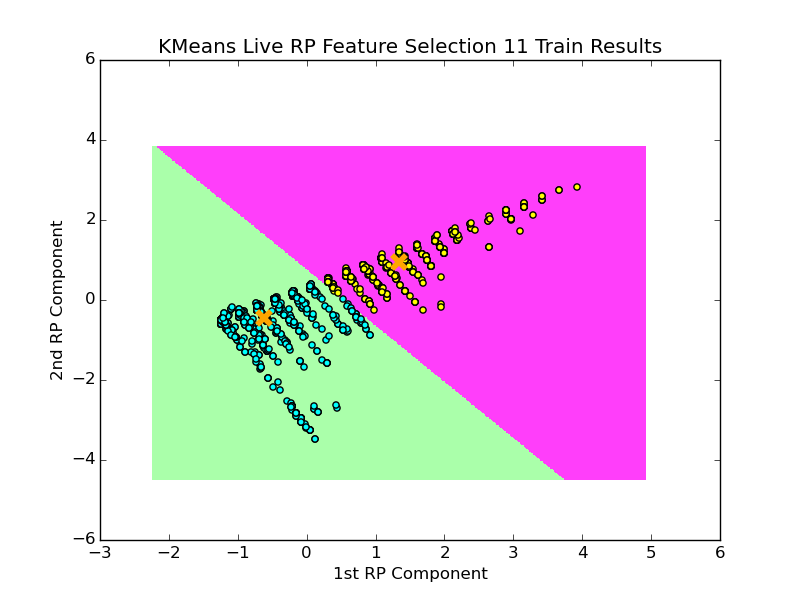 KMeans Live RP Feature Selection 11 Train Results
6
4
2
0
−2
−4
−6
2nd RP Component
−3 −2 −1 0 1 2 3 4 5 6
1st RP Component